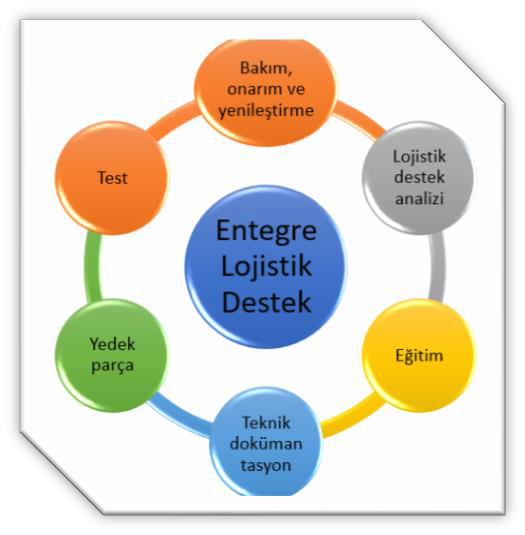 Bakım,
onarım ve
yenileştirme
Lojistik
destek
analizi
Test
Entegre
Lojistik
Destek
Yedek
parça
Eğitim
Teknik
doküman
tasyon